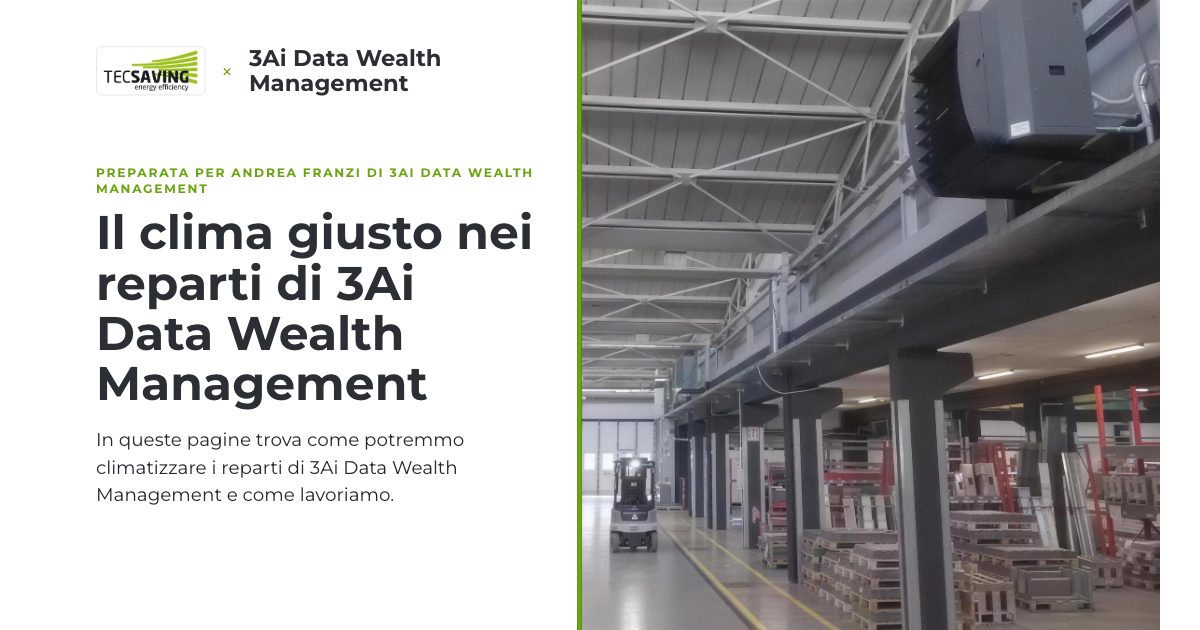 TECSAVING
energy efficiency
×
3Ai Data Wealth
Management
PREPARATA PER ANDREA FRANZI DI 3AI DATA WEALTH
MANAGEMENT
Il clima giusto nei
reparti di 3Ai
Data Wealth
Management
In queste pagine trova come potremmo
climatizzare i reparti di 3Ai Data Wealth
Management e come lavoriamo.